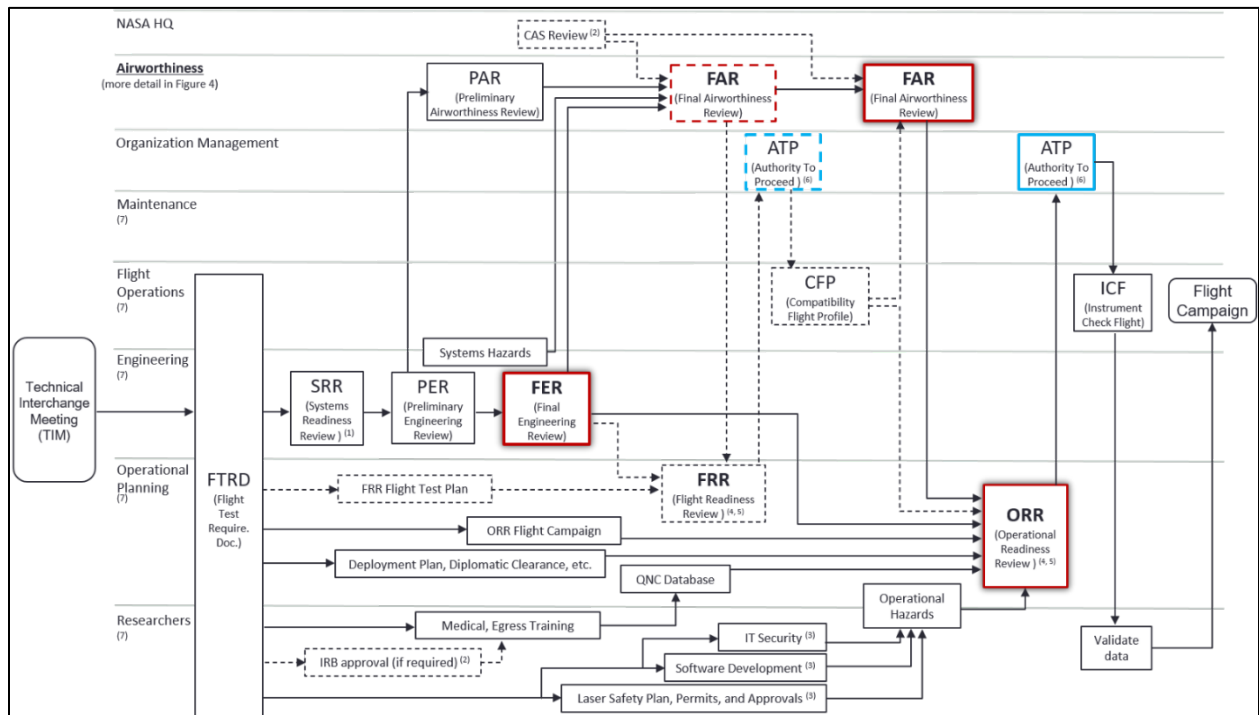 NASA HQ
CAS Review (2)
Airworthiness
(more detail in Figure 4)
PAR
(Preliminary
Airworthiness Review)
FAR
(Final Airworthiness
Review)
FAR
(Final Airworthiness
Review)
Organization Management
ATP
(Authority To
Proceed ) (6)
ATP
(Authority To
Proceed ) (6)
Maintenance
(7)
Flight
Operations
(7)
CFP
(Compatibility
Flight Profile)
ICF
(Instrument
Check Flight)
Flight
Campaign
Technical
Interchange
Meeting
(TIM)
Engineering
(7)
Systems Hazards
SRR
(Systems
Readiness
Review ) (1)
PER
(Preliminary
Engineering
Review)
FER
(Final
Engineering
Review)
Operational
Planning
(7)
FTRD
(Flight
Test
Require.
Doc.)
FRR Flight Test Plan
FRR
(Flight Readiness
Review ) (4, 5)
ORR Flight Campaign
ORR
(Operational
Readiness
Review ) (4, 5)
Deployment Plan, Diplomatic Clearance, etc.
QNC Database
Researchers
(7)
Medical, Egress Training
Operational
Hazards
IT Security (3)
IRB approval (if required) (2)
Software Development (3)
Laser Safety Plan, Permits, and Approvals (3)
Validate
data